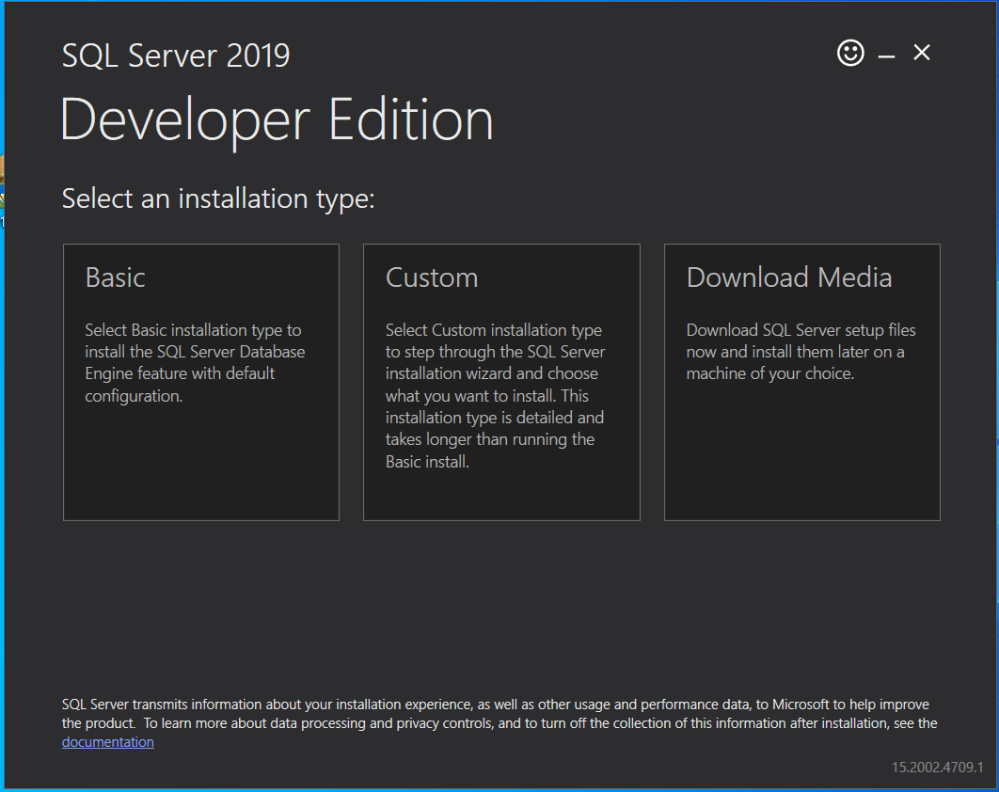 SQL Server 2019
Developer Edition
Select an installation type:
Basic
Select Basic installation type to
install the SQL Server Database
Engine feature with default
configuration.
Custom
Select Custom installation type
to step through the SQL Server
installation wizard and choose
what you want to install. This
installation type is detailed and
takes longer than running the
Basic install.
Download Media
Download SQL Server setup files
now and install them later on a
machine of your choice.
SQL Server transmits information about your installation experience, as well as other usage and performance data, to Microsoft to help improve
the product.  To learn more about data processing and privacy controls, and to turn off the collection of this information after installation, see the
documentation
15.2002.4709.1